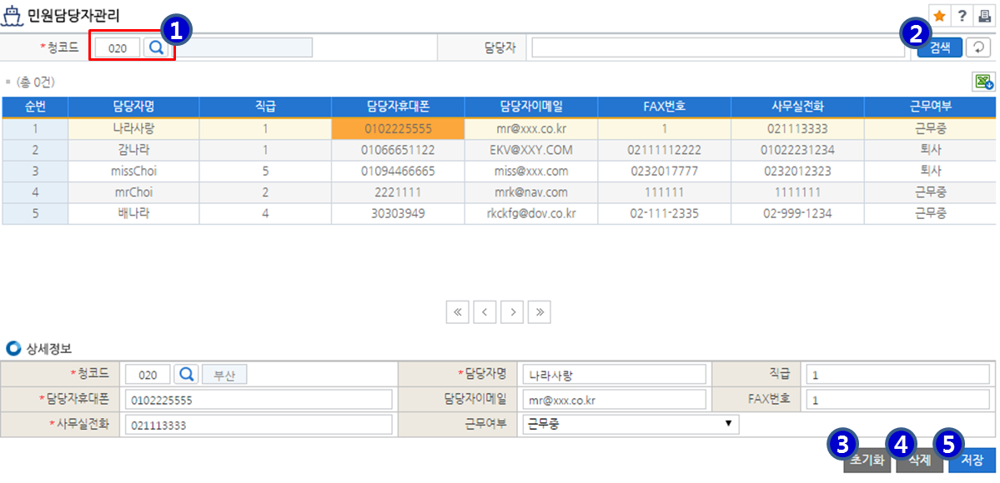 민원담당자관리
?
*청코드 020 1 담당자 2 검색
(총 0건)
순번 담당자명 직급 담당자휴대폰 담당자이메일 FAX번호 사무실전화 근무여부
1 나라사랑 1 0102225555 mr@xxx.co.kr 1 021113333 근무중
2 감나라 1 01066651122 EKV@XXY.COM 02111112222 01022231234 퇴사
3 missChoi 5 01094466665 miss@xxx.com 0232017777 0232012323 퇴사
4 mrChoi 2 2221111 mrk@nav.com 111111 1111111 근무중
5 배나라 4 30303949 rkckfg@dov.co.kr 02-111-2335 02-999-1234 근무중
« < > »
상세정보
*청코드 020 부산 *담당자명 나라사랑 직급 1
*담당자휴대폰 0102225555 담당자이메일 mr@xxx.co.kr FAX번호 1
*사무실전화 021113333 근무여부 근무중
3 초기화 4 삭제 5 저장